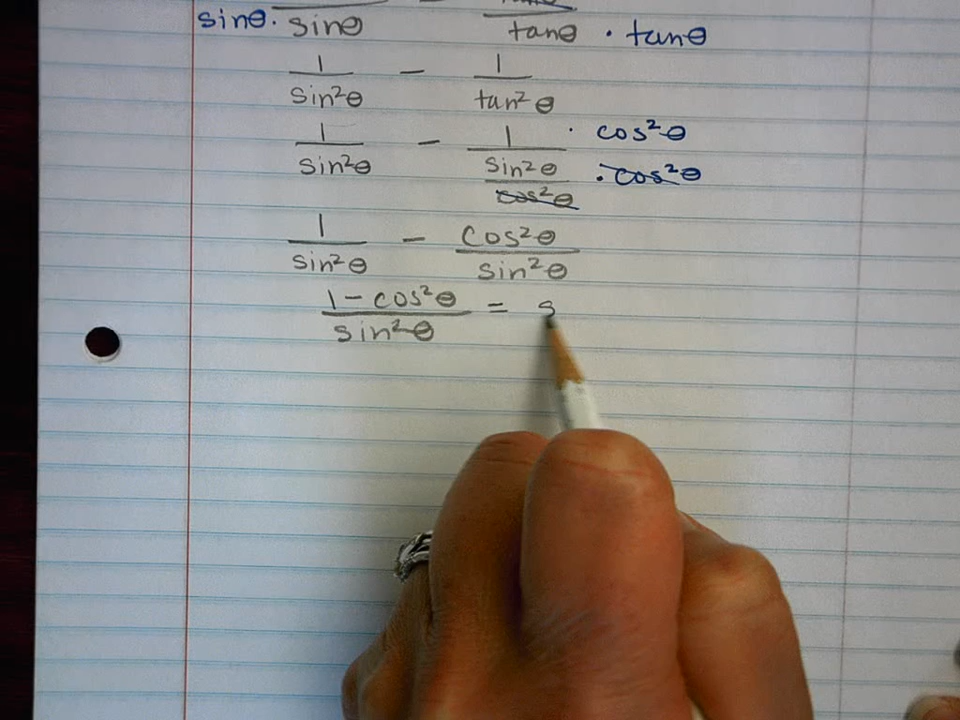 sinθ · sinθ tanθ · tanθ
1/sin²θ − 1/tan²θ
1/sin²θ − 1/(sin²θ/cos²θ) · cos²θ/· cos²θ
1/sin²θ − cos²θ/sin²θ
(1 − cos²θ)/sin²θ = s